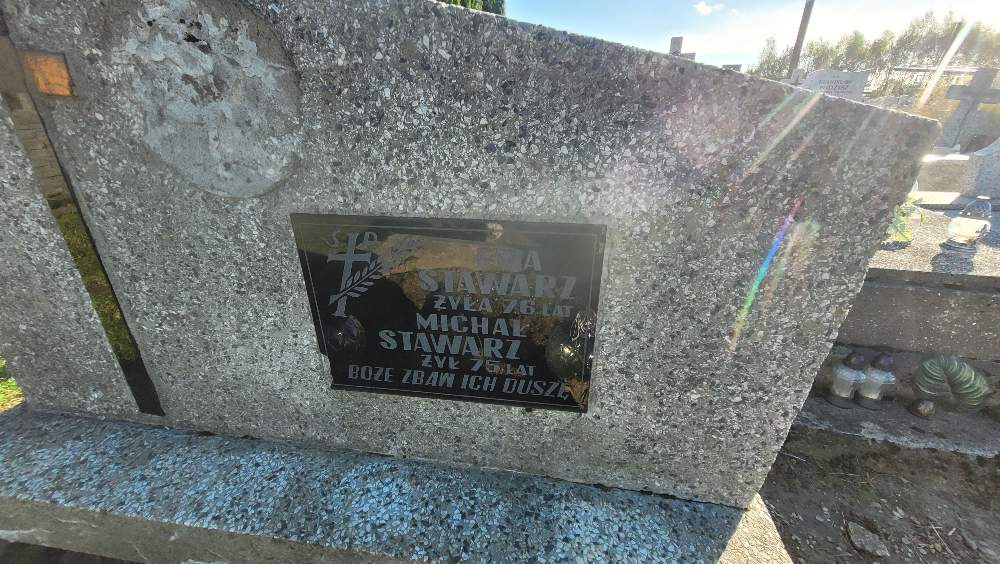 STAWARZ
ŻYŁA 76 LAT
MICHAŁ
STAWARZ
ŻYŁ 75 LAT
BOŻE ZBAW ICH DUSZĘ